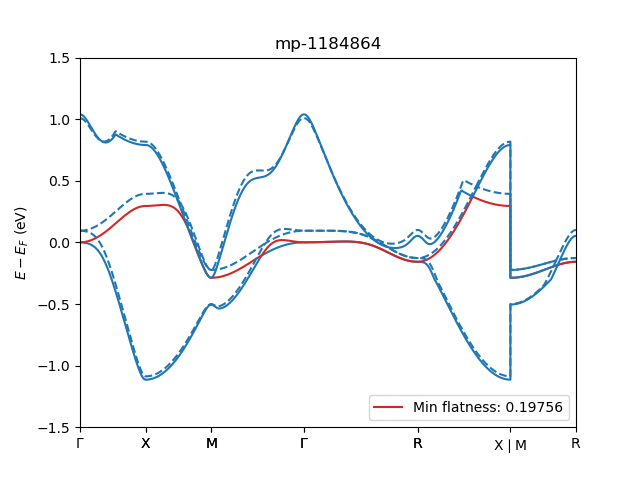 mp-1184864
1.5
1.0
0.5
0.0
−0.5
−1.0
−1.5
E − E_F (eV)
Min flatness: 0.19756
Γ X M Γ R X | M R